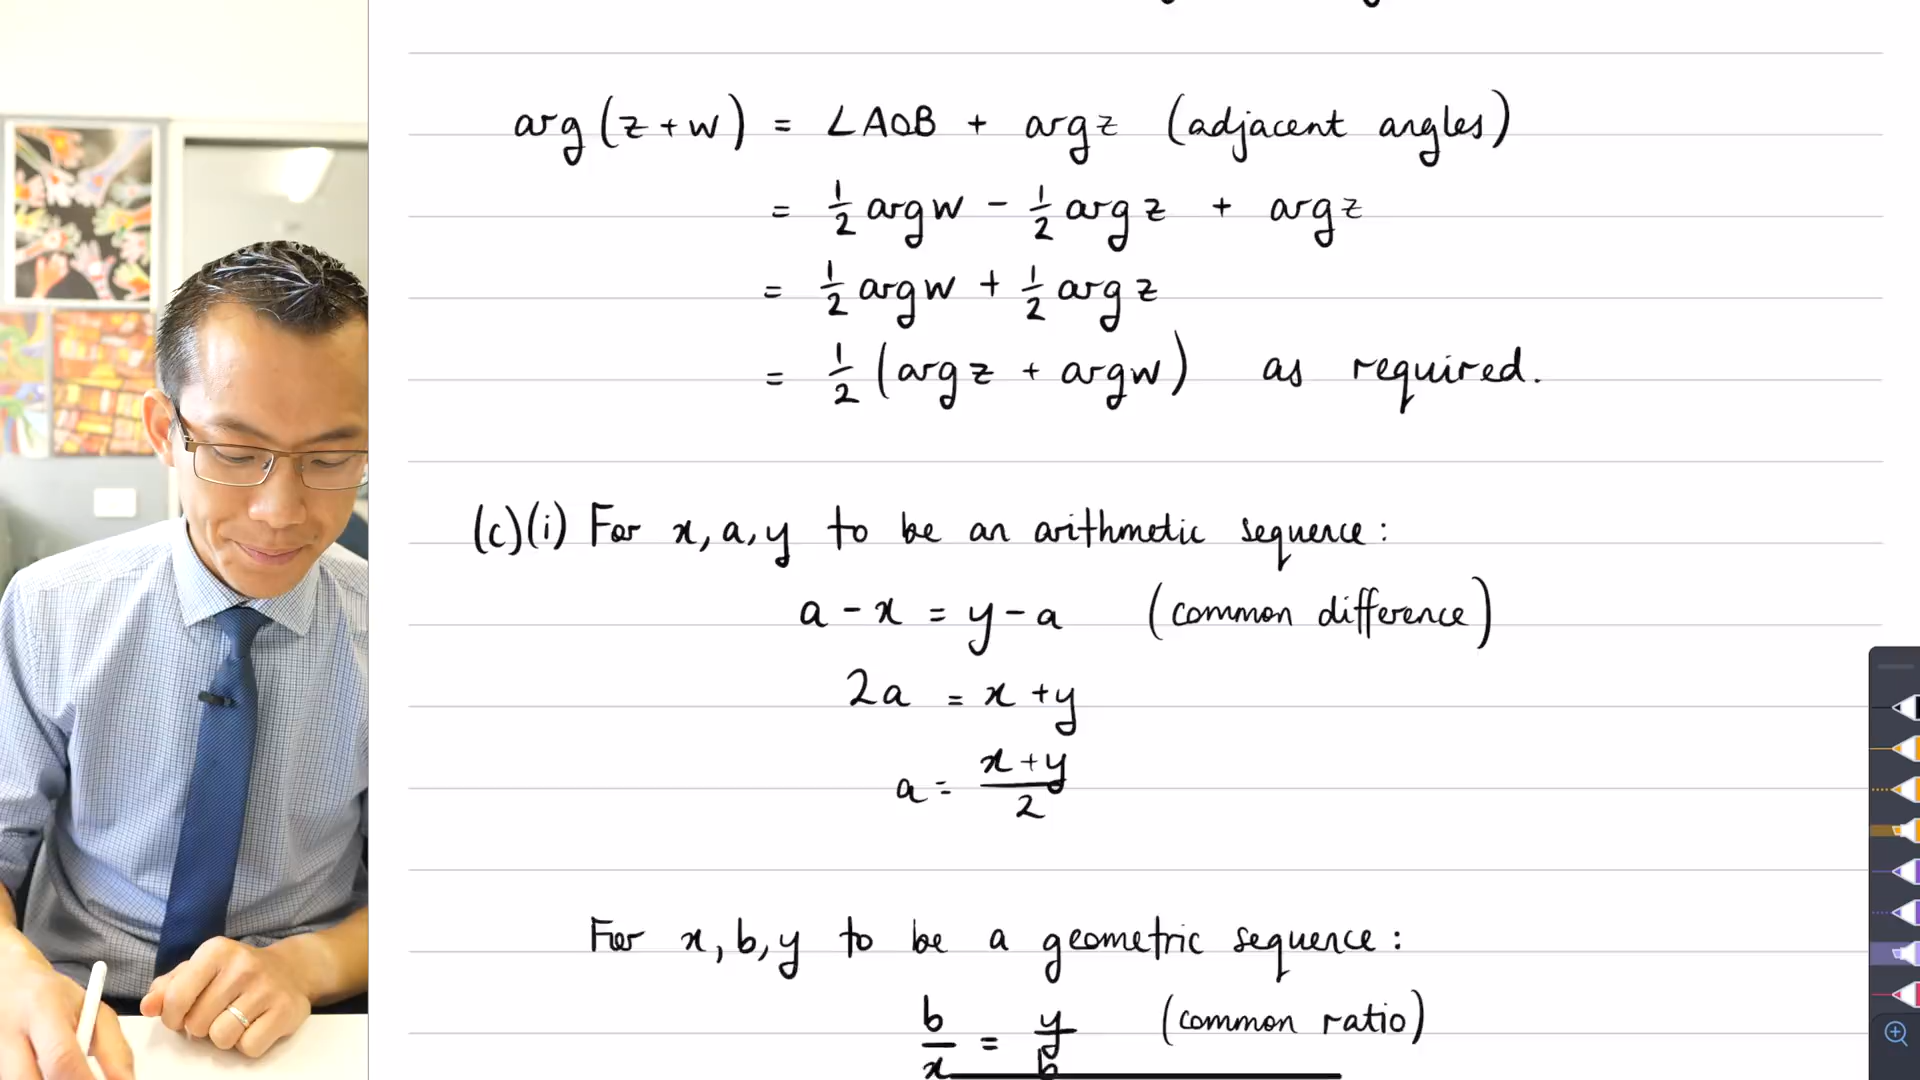 arg (z + w) = ∠AOB + arg z (adjacent angles)
= 1/2 arg w - 1/2 arg z + arg z
= 1/2 arg w + 1/2 arg z
= 1/2 (arg z + arg w) as required.
(c)(i) For x, a, y to be an arithmetic sequence:
a - x = y - a (common difference)
2a = x + y
a = (x + y)/2
For x, b, y to be a geometric sequence:
b/x = y/b (common ratio)